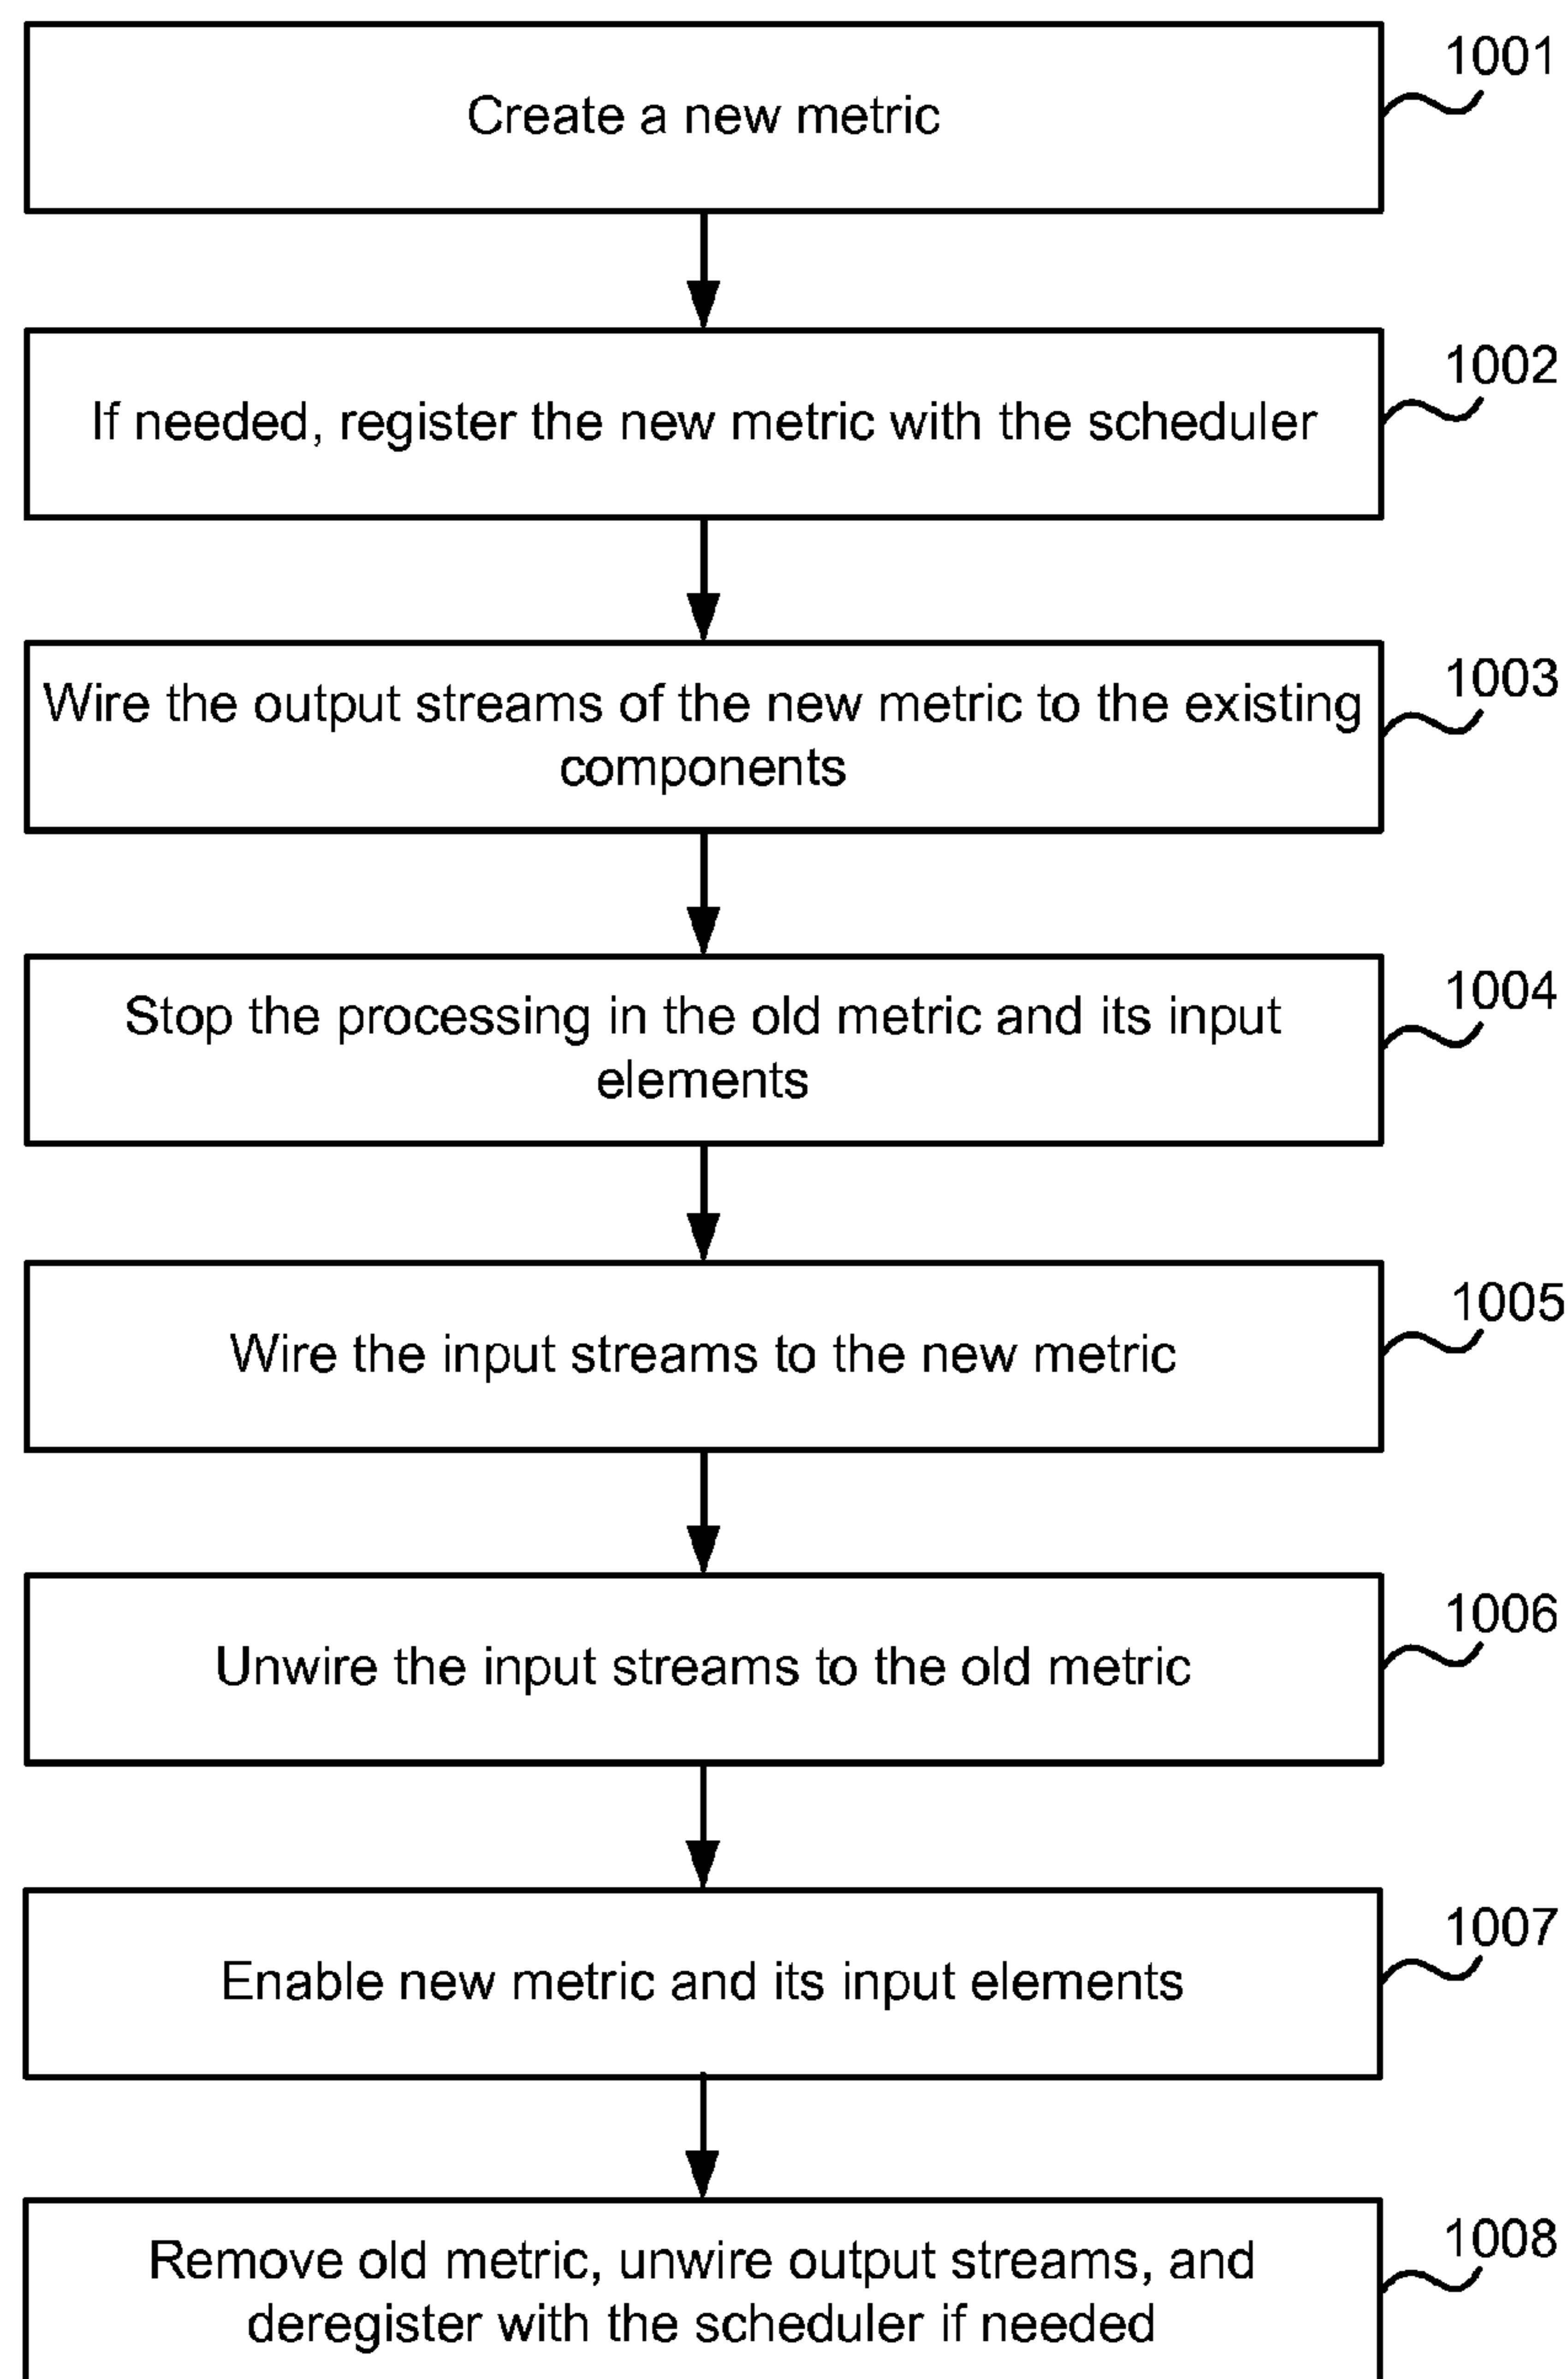 1001
Create a new metric
1002
If needed, register the new metric with the scheduler
1003
Wire the output streams of the new metric to the existing
components
1004
Stop the processing in the old metric and its input
elements
1005
Wire the input streams to the new metric
1006
Unwire the input streams to the old metric
1007
Enable new metric and its input elements
1008
Remove old metric, unwire output streams, and
deregister with the scheduler if needed